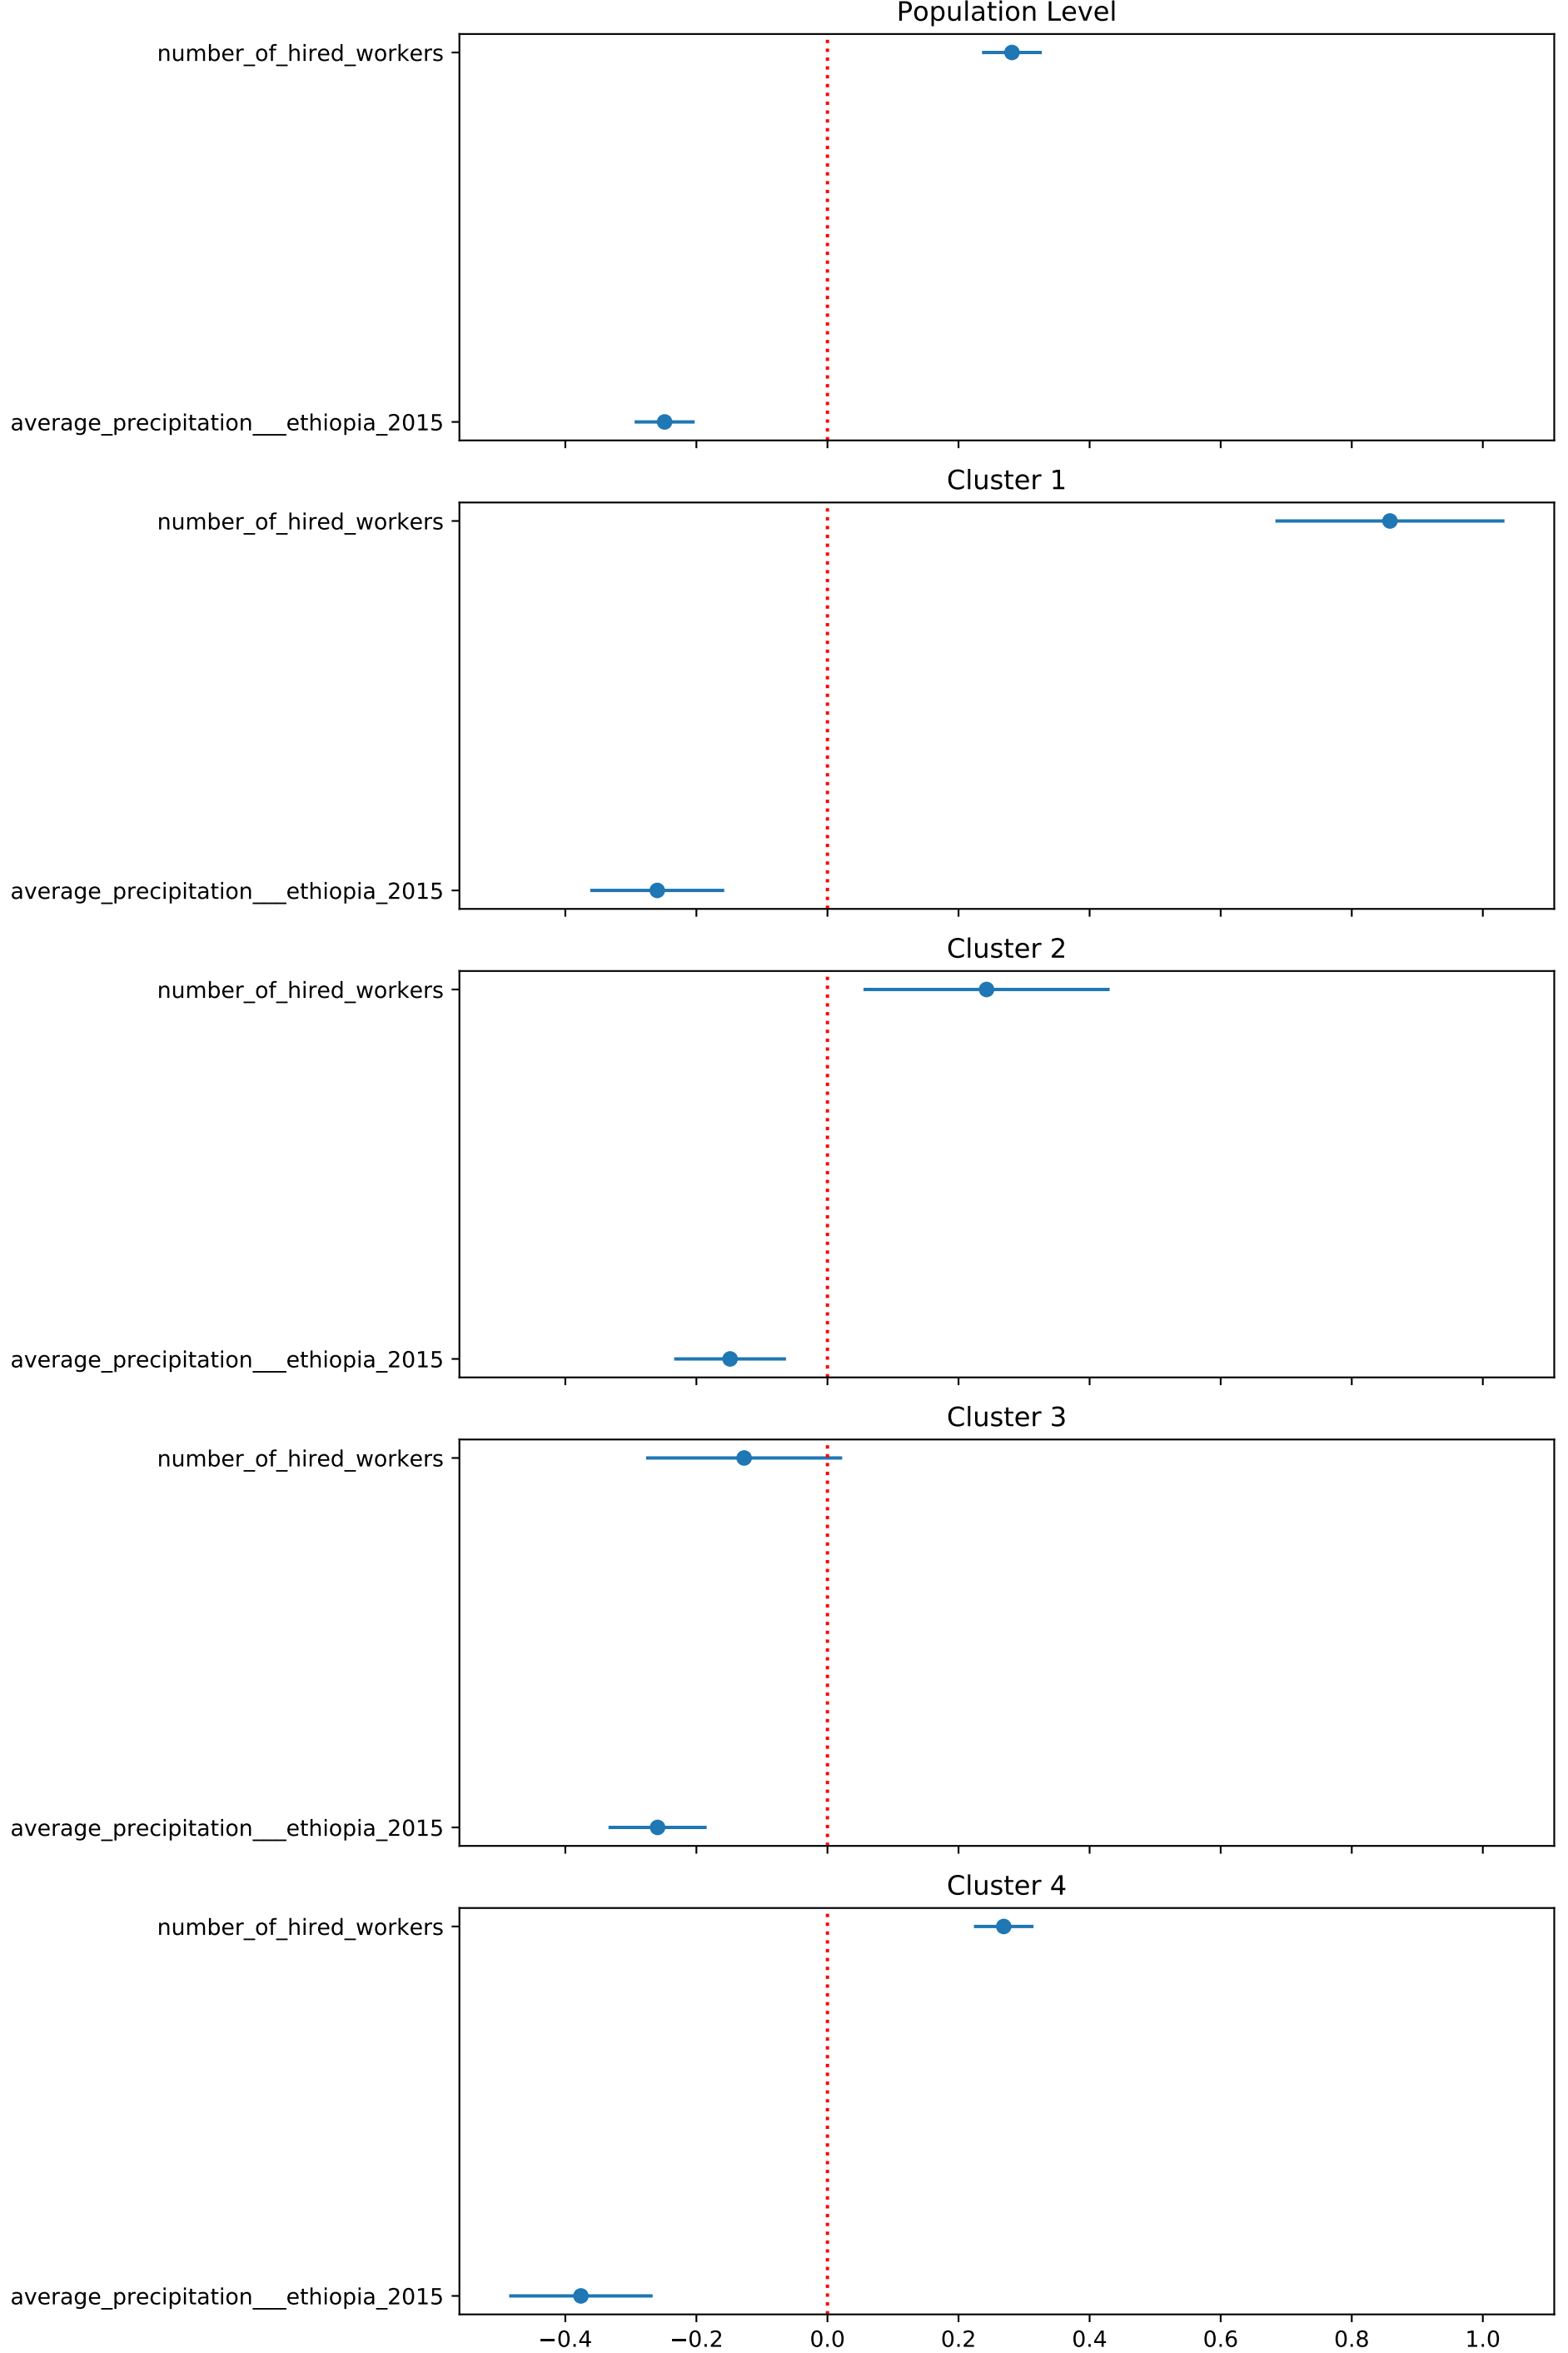 Population Level
number_of_hired_workers
average_precipitation___ethiopia_2015
Cluster 1
number_of_hired_workers
average_precipitation___ethiopia_2015
Cluster 2
number_of_hired_workers
average_precipitation___ethiopia_2015
Cluster 3
number_of_hired_workers
average_precipitation___ethiopia_2015
Cluster 4
number_of_hired_workers
average_precipitation___ethiopia_2015
−0.4 −0.2 0.0 0.2 0.4 0.6 0.8 1.0